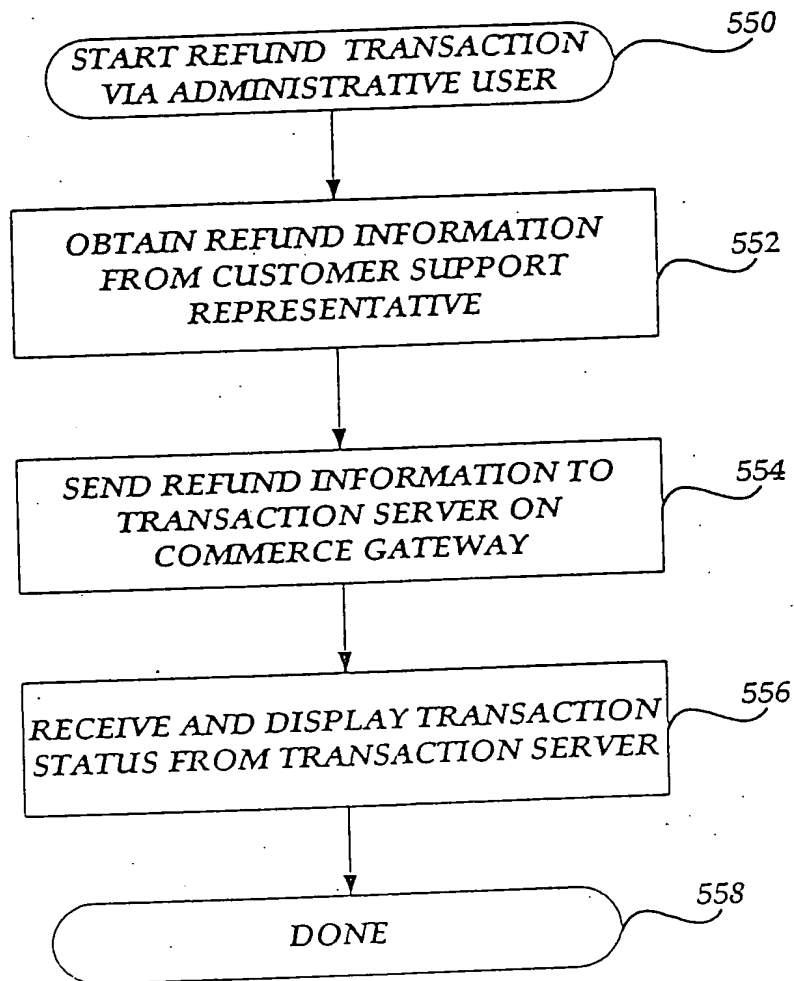 START REFUND TRANSACTION
VIA ADMINISTRATIVE USER
550
OBTAIN REFUND INFORMATION
FROM CUSTOMER SUPPORT
REPRESENTATIVE
552
SEND REFUND INFORMATION TO
TRANSACTION SERVER ON
COMMERCE GATEWAY
554
RECEIVE AND DISPLAY TRANSACTION
STATUS FROM TRANSACTION SERVER
556
DONE
558